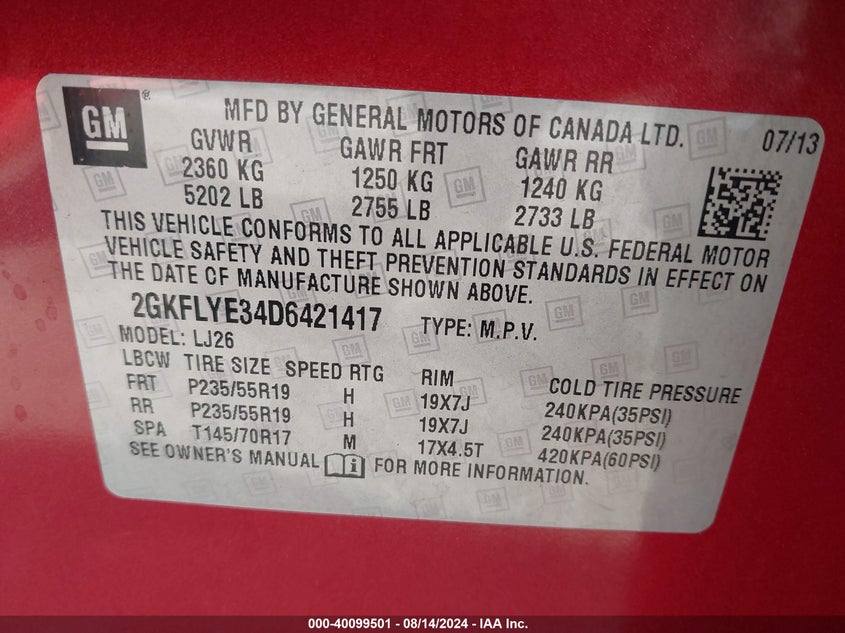 GM ®
MFD BY GENERAL MOTORS OF CANADA LTD. 07/13
GVWR GAWR FRT GAWR RR
2360 KG 1250 KG 1240 KG
5202 LB 2755 LB 2733 LB
THIS VEHICLE CONFORMS TO ALL APPLICABLE U.S. FEDERAL MOTOR
VEHICLE SAFETY AND THEFT PREVENTION STANDARDS IN EFFECT ON
THE DATE OF MANUFACTURE SHOWN ABOVE.
2GKFLYE34D6421417 TYPE: M.P.V.
MODEL: LJ26
LBCW TIRE SIZE SPEED RTG RIM COLD TIRE PRESSURE
FRT P235/55R19 H 19X7J 240KPA(35PSI)
RR P235/55R19 H 19X7J 240KPA(35PSI)
SPA T145/70R17 M 17X4.5T 420KPA(60PSI)
SEE OWNER'S MANUAL i FOR MORE INFORMATION.
000-40099501 - 08/14/2024 - IAA Inc.